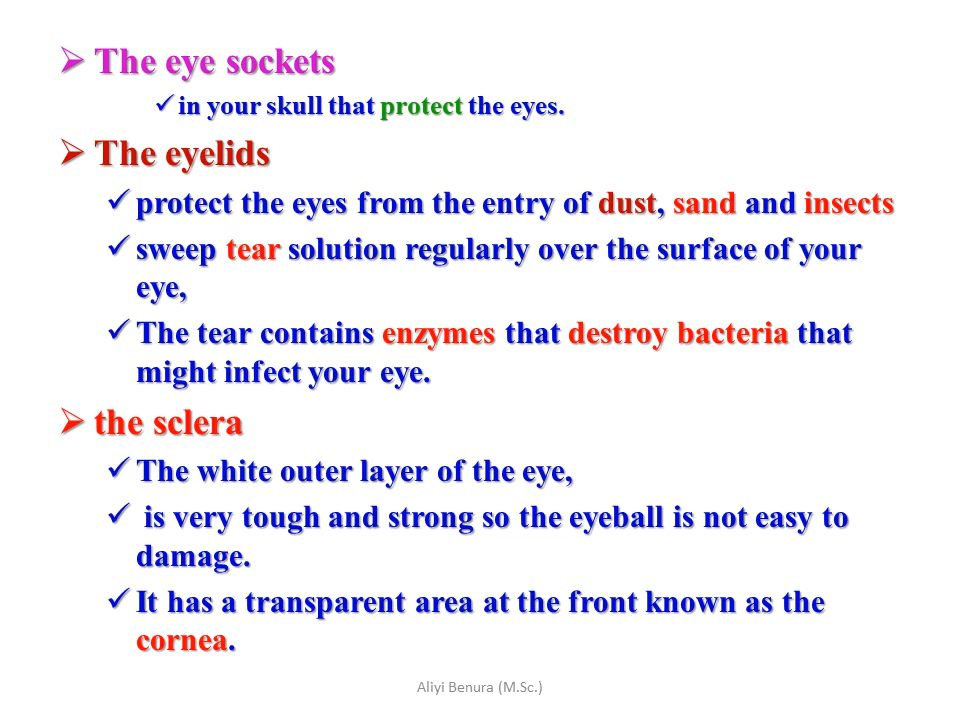 ➢ The eye sockets
✓ in your skull that protect the eyes.
➢ The eyelids
✓ protect the eyes from the entry of dust, sand and insects
✓ sweep tear solution regularly over the surface of your
eye,
✓ The tear contains enzymes that destroy bacteria that
might infect your eye.
➢ the sclera
✓ The white outer layer of the eye,
✓ is very tough and strong so the eyeball is not easy to
damage.
✓ It has a transparent area at the front known as the
cornea.
Aliyi Benura (M.Sc.)